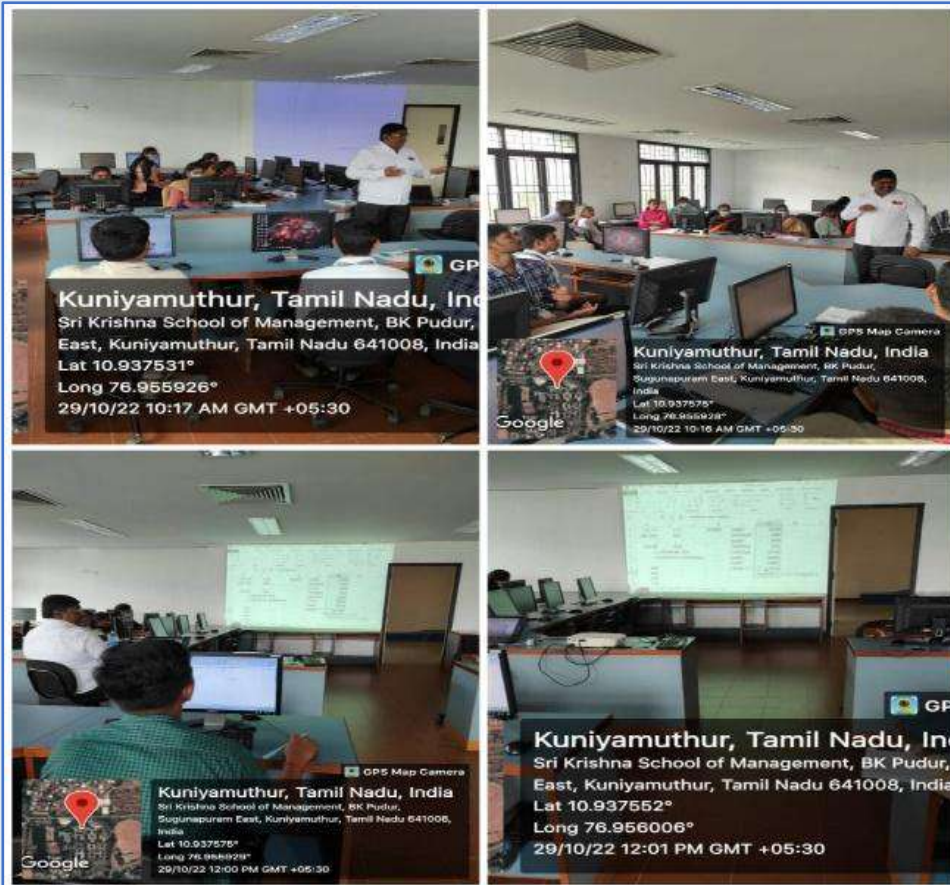 GP
Kuniyamuthur, Tamil Nadu, Ind
Sri Krishna School of Management, BK Pudur,
East, Kuniyamuthur, Tamil Nadu 641008, India
Lat 10.937531°
Long 76.955926°
29/10/22 10:17 AM GMT +05:30
GPS Map Camera
Kuniyamuthur, Tamil Nadu, India
Sri Krishna School of Management, BK Pudur,
Sugunapuram East, Kuniyamuthur, Tamil Nadu 641008,
India
Lat 10.937575°
Long 76.955928°
29/10/22 10:16 AM GMT +05:30
Google
GPS Map Camera
Kuniyamuthur, Tamil Nadu, India
Sri Krishna School of Management, BK Pudur,
Sugunapuram East, Kuniyamuthur, Tamil Nadu 641008,
India
Lat 10.937575°
Long 76.955929°
29/10/22 12:00 PM GMT +05:30
Google
GP
Kuniyamuthur, Tamil Nadu, In
Sri Krishna School of Management, BK Pudur,
East, Kuniyamuthur, Tamil Nadu 641008, India
Lat 10.937552°
Long 76.956006°
29/10/22 12:01 PM GMT +05:30